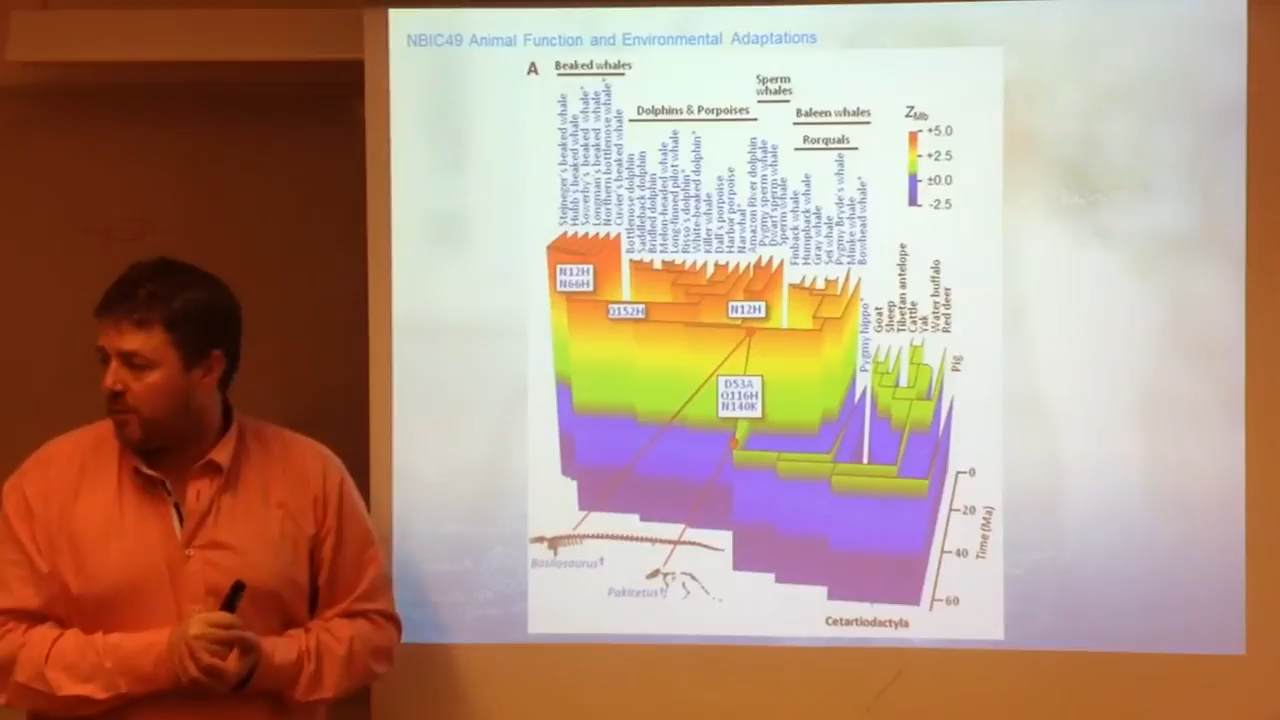 NBIC49 Animal Function and Environmental Adaptations
A
Beaked whales
Sperm
whales
Dolphins & Porpoises
Baleen whales
Rorquals
ZMb
+5.0
+2.5
±0.0
-2.5
Stejneger's beaked whale
Hubb's beaked whale
Sowerby's beaked whale*
Longman's beaked whale
Northern bottlenose whale*
Cuvier's beaked whale
Bottlenose dolphin
Saddleback dolphin
Bridled dolphin
Melon-headed whale
Long-finned pilot whale
Risso's dolphin*
White-beaked dolphin*
Killer whale
Dall's porpoise
Harbor porpoise
Narwhal*
Amazon River dolphin
Pygmy sperm whale
Dwarf sperm whale
Sperm whale
Finback whale
Humpback whale
Gray whale
Sei whale
Pygmy Bryde's whale
Minke whale
Bowhead whale*
Pygmy hippo*
Goat
Sheep
Tibetan antelope
Cattle
Yak
Water buffalo
Red deer
Pig
N12H
N66H
Q152H
N12H
D53A
Q116H
N140K
0
20
40
60
Time (Ma)
Basilosaurus†
Pakicetus†
Cetartiodactyla